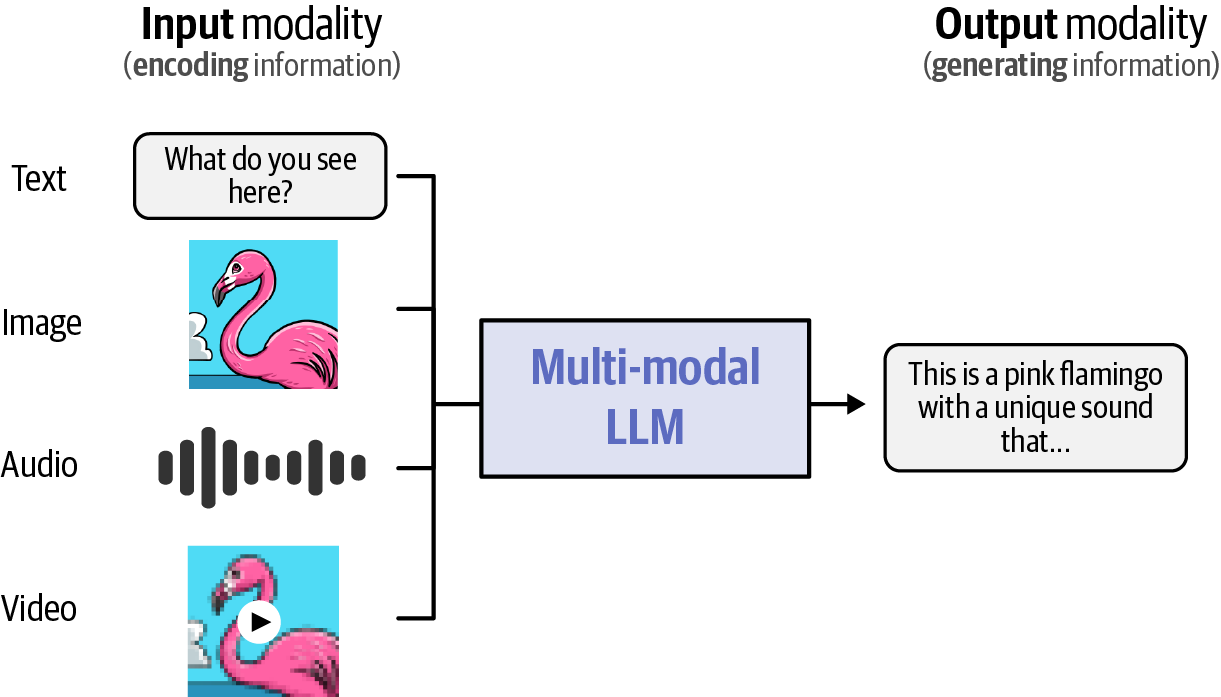 Input modality
(encoding information)
Output modality
(generating information)
Text
What do you see
here?
Image
Audio
Video
Multi-modal
LLM
This is a pink flamingo
with a unique sound
that...